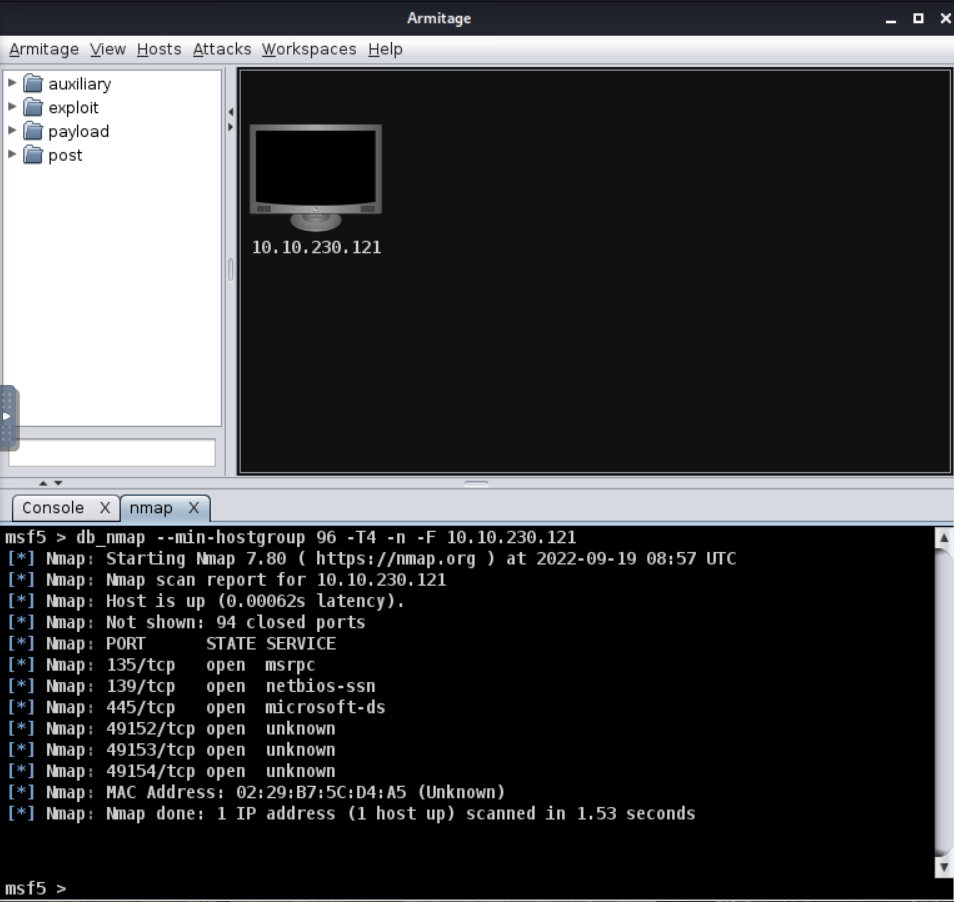 Armitage
Armitage View Hosts Attacks Workspaces Help
auxiliary
exploit
payload
post
10.10.230.121
Console X nmap X
msf5 > db_nmap --min-hostgroup 96 -T4 -n -F 10.10.230.121
[*] Nmap: Starting Nmap 7.80 ( https://nmap.org ) at 2022-09-19 08:57 UTC
[*] Nmap: Nmap scan report for 10.10.230.121
[*] Nmap: Host is up (0.00062s latency).
[*] Nmap: Not shown: 94 closed ports
[*] Nmap: PORT STATE SERVICE
[*] Nmap: 135/tcp open msrpc
[*] Nmap: 139/tcp open netbios-ssn
[*] Nmap: 445/tcp open microsoft-ds
[*] Nmap: 49152/tcp open unknown
[*] Nmap: 49153/tcp open unknown
[*] Nmap: 49154/tcp open unknown
[*] Nmap: MAC Address: 02:29:B7:5C:D4:A5 (Unknown)
[*] Nmap: Nmap done: 1 IP address (1 host up) scanned in 1.53 seconds
msf5 >